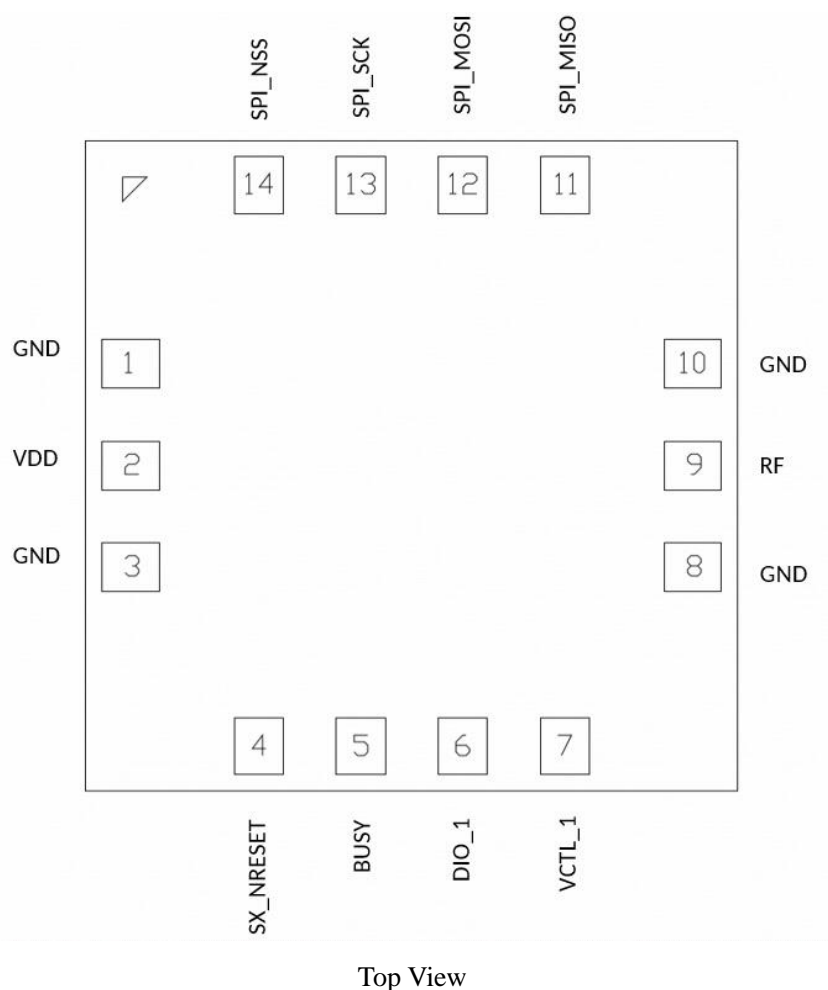 SPI_NSS
SPI_SCK
SPI_MOSI
SPI_MISO
14
13
12
11
GND
1
10
GND
VDD
2
9
RF
GND
3
8
GND
4
5
6
7
SX_NRESET
BUSY
DIO_1
VCTL_1
Top View